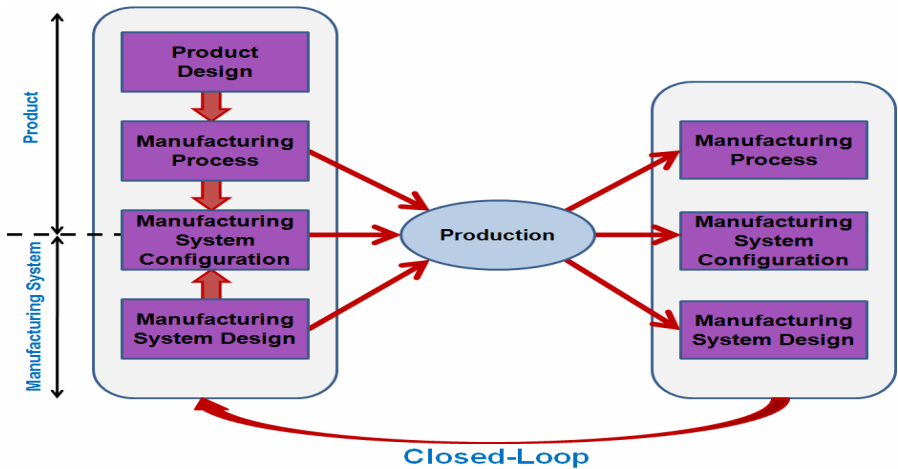 Product
Manufacturing System
Product
Design
Manufacturing
Process
Manufacturing
System
Configuration
Manufacturing
System Design
Production
Manufacturing
Process
Manufacturing
System
Configuration
Manufacturing
System Design
Closed-Loop